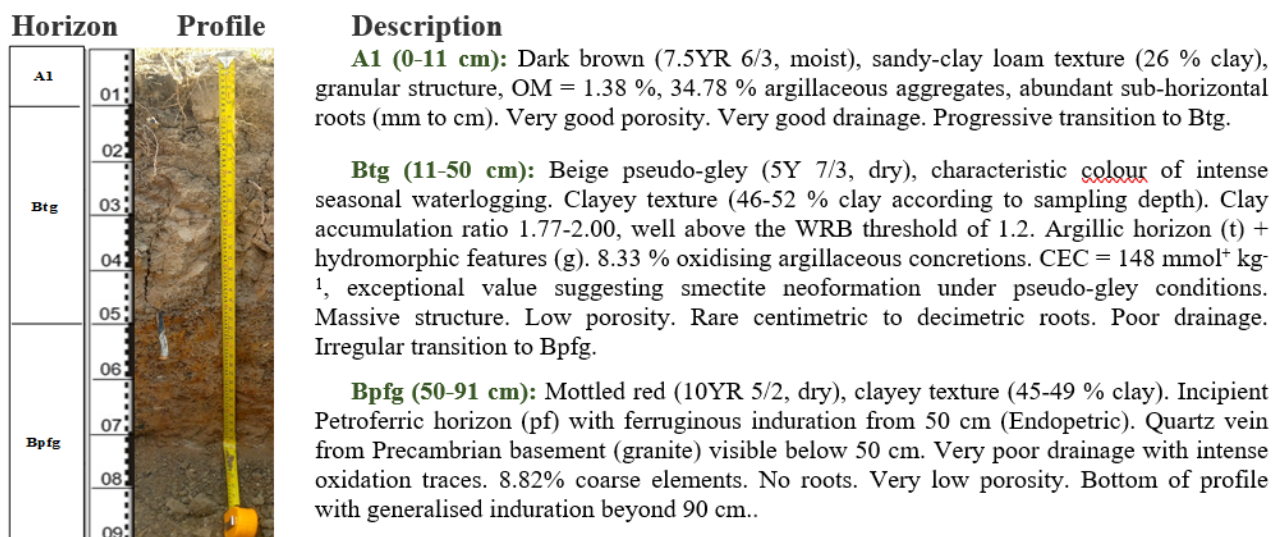 Horizon Profile Description
A1 (0-11 cm): Dark brown (7.5YR 6/3, moist), sandy-clay loam texture (26 % clay),
granular structure, OM = 1.38 %, 34.78 % argillaceous aggregates, abundant sub-horizontal
roots (mm to cm). Very good porosity. Very good drainage. Progressive transition to Btg.
Btg (11-50 cm): Beige pseudo-gley (5Y 7/3, dry), characteristic colour of intense
seasonal waterlogging. Clayey texture (46-52 % clay according to sampling depth). Clay
accumulation ratio 1.77-2.00, well above the WRB threshold of 1.2. Argillic horizon (t) +
hydromorphic features (g). 8.33 % oxidising argillaceous concretions. CEC = 148 mmol⁺ kg-
¹, exceptional value suggesting smectite neoformation under pseudo-gley conditions.
Massive structure. Low porosity. Rare centimetric to decimetric roots. Poor drainage.
Irregular transition to Bpfg.
Bpfg (50-91 cm): Mottled red (10YR 5/2, dry), clayey texture (45-49 % clay). Incipient
Petroferric horizon (pf) with ferruginous induration from 50 cm (Endopetric). Quartz vein
from Precambrian basement (granite) visible below 50 cm. Very poor drainage with intense
oxidation traces. 8.82% coarse elements. No roots. Very low porosity. Bottom of profile
with generalised induration beyond 90 cm..
A1
Btg
Bpfg
01
02
03
04
05
06
07
08
09